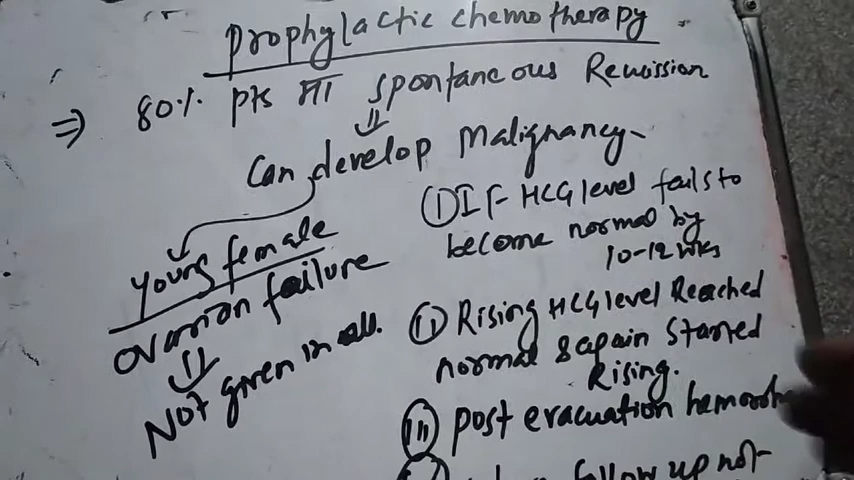 Prophylactic chemotherapy
⇒ 80% pts मा spontaneous Remission
Can develop Malignancy
young female
Ovarian failure
Not given in all.
(i) If HCG level fails to
become normal by
10-12 wks
(ii) Rising HCG level Reached
normal & again Started
Rising.
(iii) post evacuation
follow up not